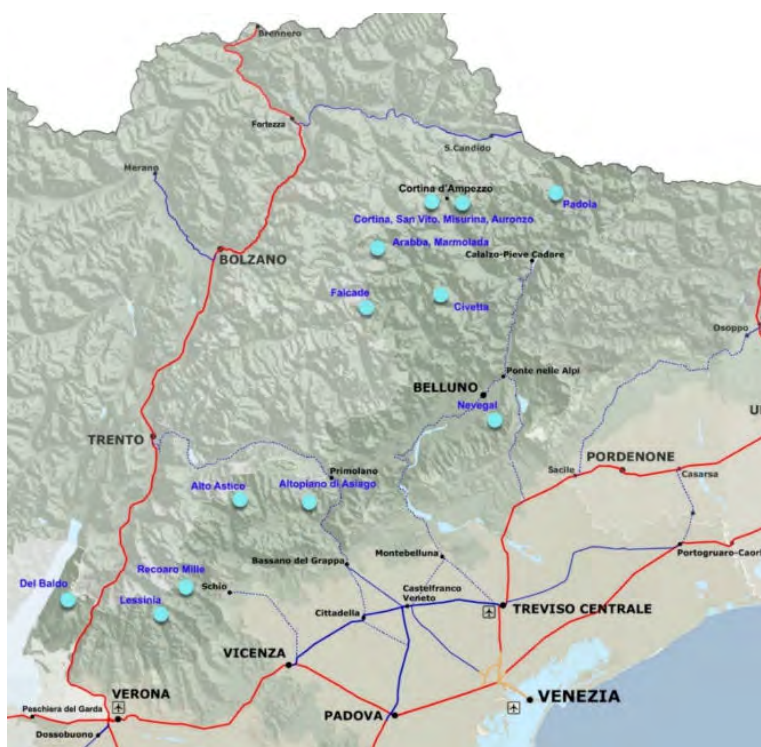 Brennero
Fortezza
S.Candido
Merano
Cortina d'Ampezzo
Padola
Cortina, San Vito, Misurina, Auronzo
Arabba, Marmolada
BOLZANO
Calalzo-Pieve Cadare
Falcade
Civetta
Osoppo
Ponte nelle Alpi
BELLUNO
Nevegal
U
TRENTO
Primolano
Sacile
PORDENONE
Casarsa
Alto Astico
Altopiano di Asiago
Bassano del Grappa
Montebelluna
Portogruaro-Caorl
Recoaro Mille
Del Baldo
Schio
Lessinia
Cittadella
Castelfranco
Veneto
TREVISO CENTRALE
VICENZA
VERONA
VENEZIA
Peschiera del Garda
PADOVA
Dossobuono